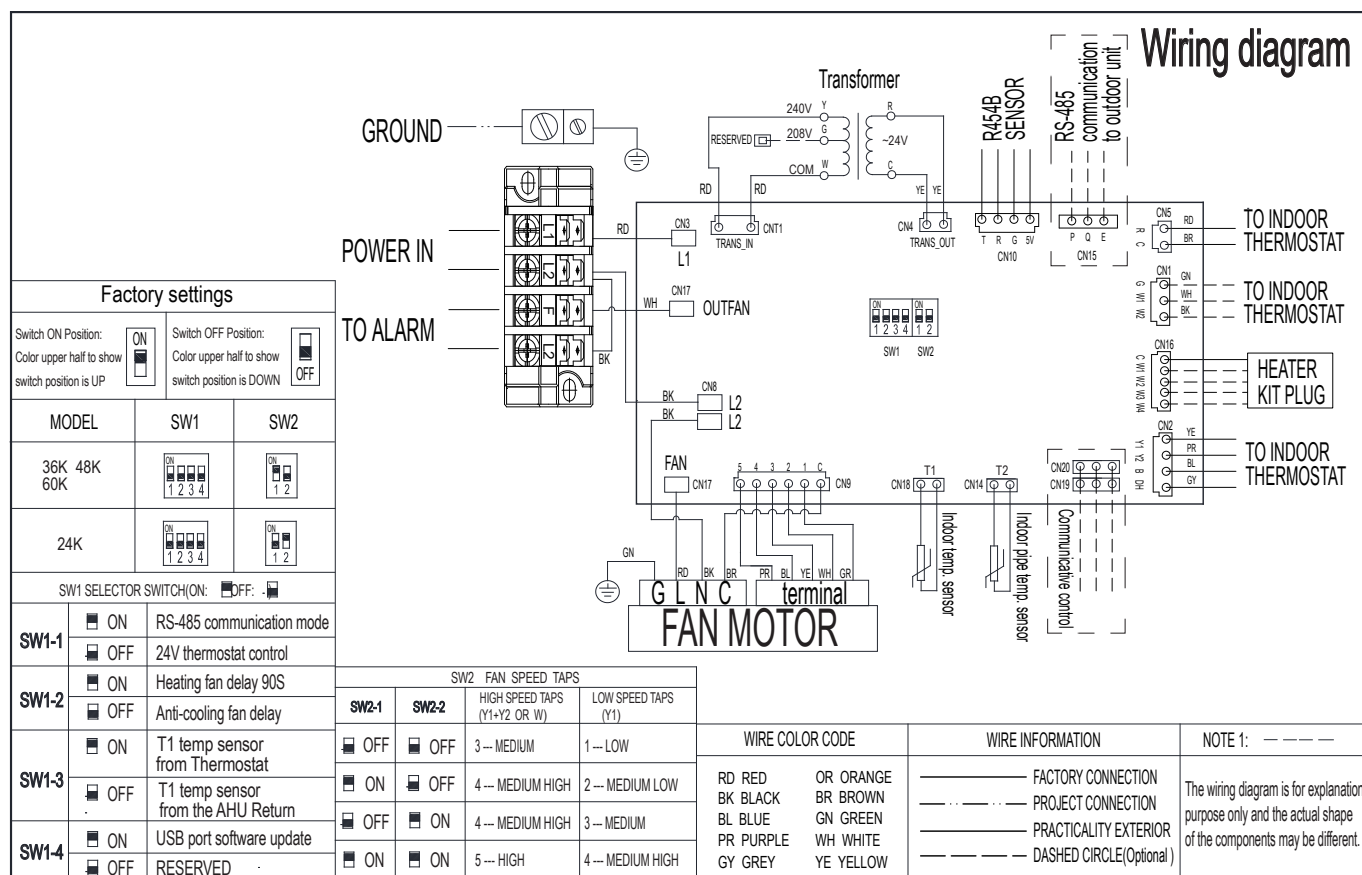 Wiring diagram
Transformer
GROUND
240V Y
RESERVED 208V G
COM W
R
~24V
C
RD RD
YE YE
R454B
SENSOR
RS-485
communication
to outdoor unit
POWER IN
TO ALARM
L1
L2
F
L2
RD
WH
BK
CN3
L1
CN17
OUTFAN
CNT1
TRANS_IN
CN4
TRANS_OUT
T R G 5V
CN10
P Q E
CN15
CN5
R
C
RD
BR
TO INDOOR
THERMOSTAT
CN1
G
W1
W2
GN
WH
BK
TO INDOOR
THERMOSTAT
CN16
C W1 W2 W3 W4
HEATER
KIT PLUG
CN2
Y1 Y2 B DH
YE
PR
BL
GY
TO INDOOR
THERMOSTAT
ON ON
1 2 3 4 1 2
SW1 SW2
BK
BK
CN8
L2
L2
FAN
CN17
5 4 3 2 1 C
CN9
T1
CN18
T2
CN14
CN20
CN19
Indoor temp. sensor
Indoor pipe temp. sensor
Communicative control
GN
RD BK BR PR BL YE WH GR
G L N C terminal
FAN MOTOR
Factory settings
Switch ON Position:
Color upper half to show
switch position is UP
ON
Switch OFF Position:
Color upper half to show
switch position is DOWN
OFF
MODEL SW1 SW2
36K 48K
60K
ON
1 2 3 4
ON
1 2
24K
ON
1 2 3 4
ON
1 2
SW1 SELECTOR SWITCH(ON: OFF:
SW1-1
ON RS-485 communication mode
OFF 24V thermostat control
SW1-2
ON Heating fan delay 90S
OFF Anti-cooling fan delay
SW1-3
ON T1 temp sensor
from Thermostat
OFF T1 temp sensor
from the AHU Return
SW1-4
ON USB port software update
OFF RESERVED
SW2 FAN SPEED TAPS
SW2-1 SW2-2 HIGH SPEED TAPS
(Y1+Y2 OR W)
LOW SPEED TAPS
(Y1)
OFF OFF 3 --- MEDIUM 1 --- LOW
ON OFF 4 --- MEDIUM HIGH 2 --- MEDIUM LOW
OFF ON 4 --- MEDIUM HIGH 3 --- MEDIUM
ON ON 5 --- HIGH 4 --- MEDIUM HIGH
WIRE COLOR CODE
RD RED OR ORANGE
BK BLACK BR BROWN
BL BLUE GN GREEN
PR PURPLE WH WHITE
GY GREY YE YELLOW
WIRE INFORMATION
FACTORY CONNECTION
PROJECT CONNECTION
PRACTICALITY EXTERIOR
DASHED CIRCLE(Optional )
NOTE 1:
The wiring diagram is for explanation
purpose only and the actual shape
of the components may be different.